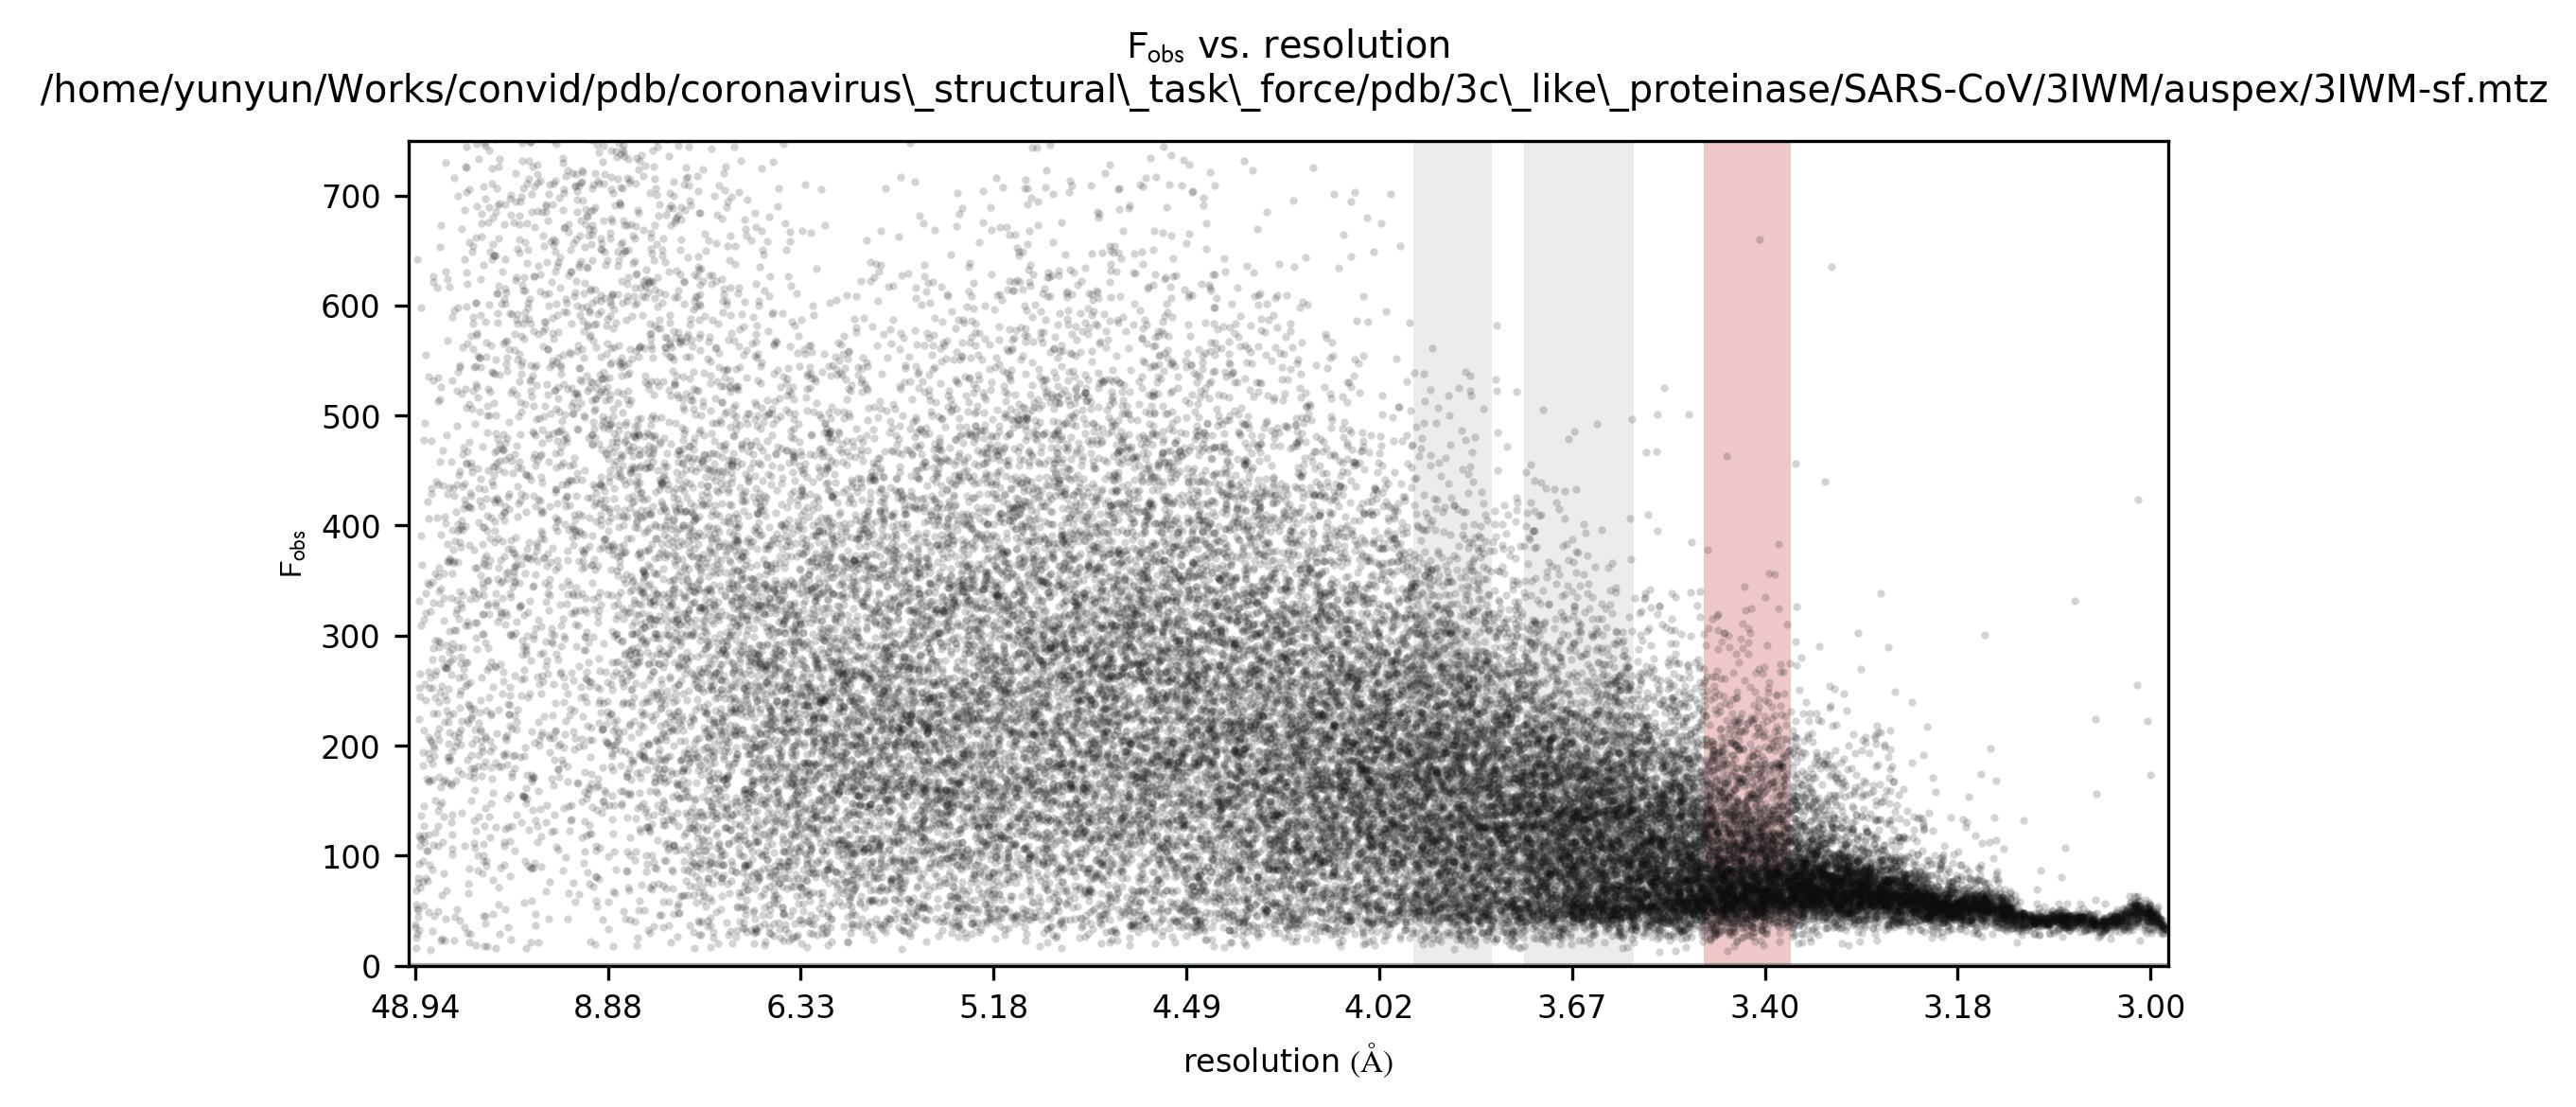 Fobs vs. resolution
/home/yunyun/Works/convid/pdb/coronavirus\_structural\_task\_force/pdb/3c\_like\_proteinase/SARS-CoV/3IWM/auspex/3IWM-sf.mtz
700
600
500
400
300
200
100
0
Fobs
48.94 8.88 6.33 5.18 4.49 4.02 3.67 3.40 3.18 3.00
resolution (Å)